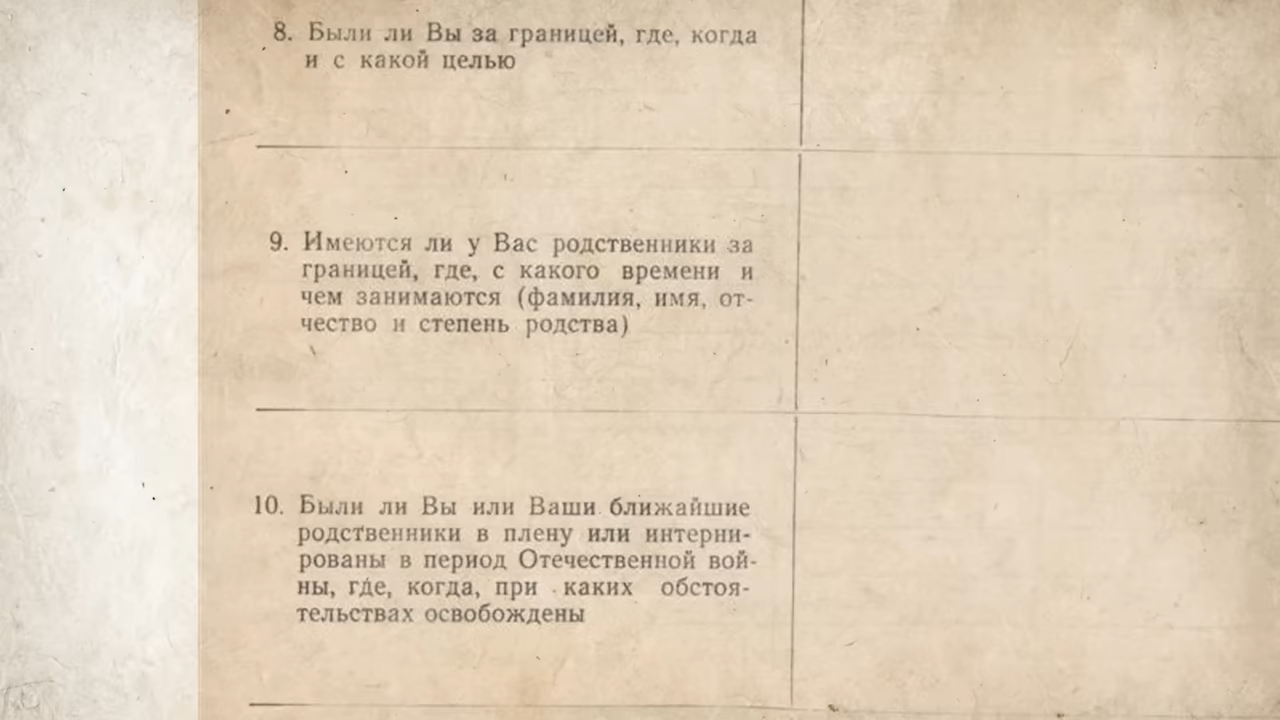 8. Были ли Вы за границей, где, когда
и с какой целью
9. Имеются ли у Вас родственники за
границей, где, с какого времени и
чем занимаются (фамилия, имя, от-
чество и степень родства)
10. Были ли Вы или Ваши ближайшие
родственники в плену или интерни-
рованы в период Отечественной вой-
ны, где, когда, при каких обстоя-
тельствах освобождены